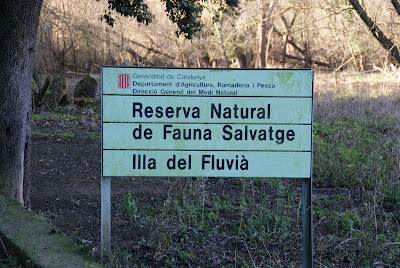 Generalitat de Catalunya
Departament d'Agricultura, Ramaderia i Pesca
Direcció General del Medi Natural
Reserva Natural
de Fauna Salvatge
Illa del Fluvià